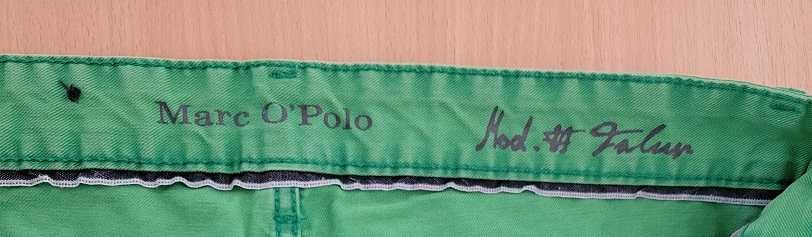 Marc O'Polo
Mod. # Falun